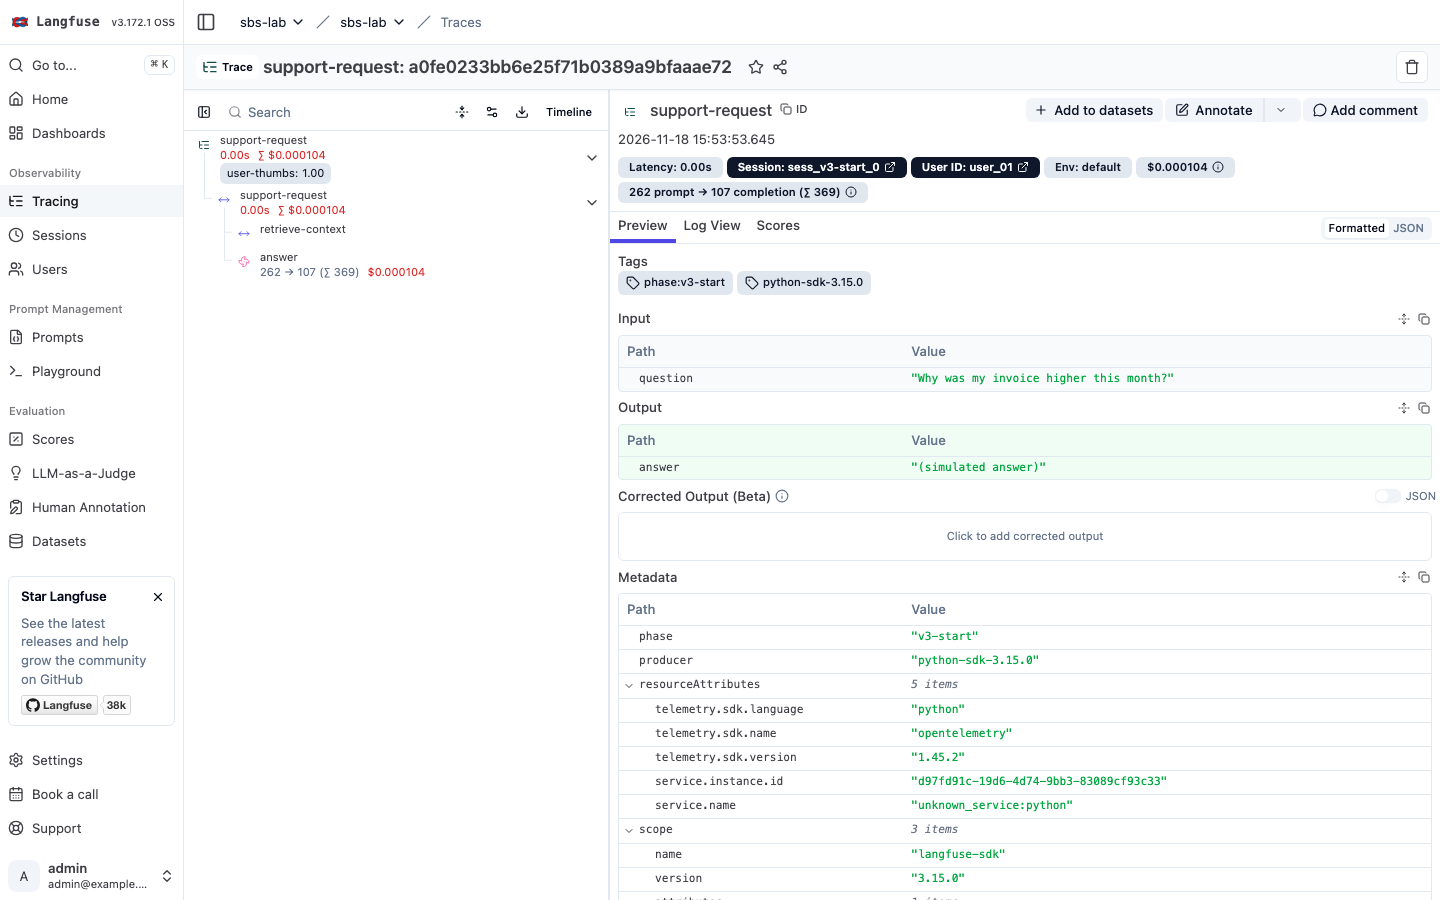 Langfuse v3.172.1 OSS
sbs-lab / sbs-lab / Traces
Go to... ⌘ K
Home
Dashboards
Observability
Tracing
Sessions
Users
Prompt Management
Prompts
Playground
Evaluation
Scores
LLM-as-a-Judge
Human Annotation
Datasets
Star Langfuse
See the latest
releases and help
grow the community
on GitHub
Langfuse 38k
Settings
Book a call
Support
A
admin
admin@example....
Trace support-request: a0fe0233bb6e25f71b0389a9bfaaae72
Search
Timeline
support-request
0.00s ∑ $0.000104
user-thumbs: 1.00
support-request
0.00s ∑ $0.000104
retrieve-context
answer
262 → 107 (∑ 369) $0.000104
support-request ID
Add to datasets
Annotate
Add comment
2026-11-18 15:53:53.645
Latency: 0.00s Session: sess_v3-start_0 User ID: user_01 Env: default $0.000104
262 prompt → 107 completion (∑ 369)
Preview Log View Scores
Formatted JSON
Tags
phase:v3-start python-sdk-3.15.0
Input
Path Value
question "Why was my invoice higher this month?"
Output
Path Value
answer "(simulated answer)"
Corrected Output (Beta) JSON
Click to add corrected output
Metadata
Path Value
phase "v3-start"
producer "python-sdk-3.15.0"
resourceAttributes 5 items
telemetry.sdk.language "python"
telemetry.sdk.name "opentelemetry"
telemetry.sdk.version "1.45.2"
service.instance.id "d97fd91c-19d6-4d74-9bb3-83089cf93c33"
service.name "unknown_service:python"
scope 3 items
name "langfuse-sdk"
version "3.15.0"